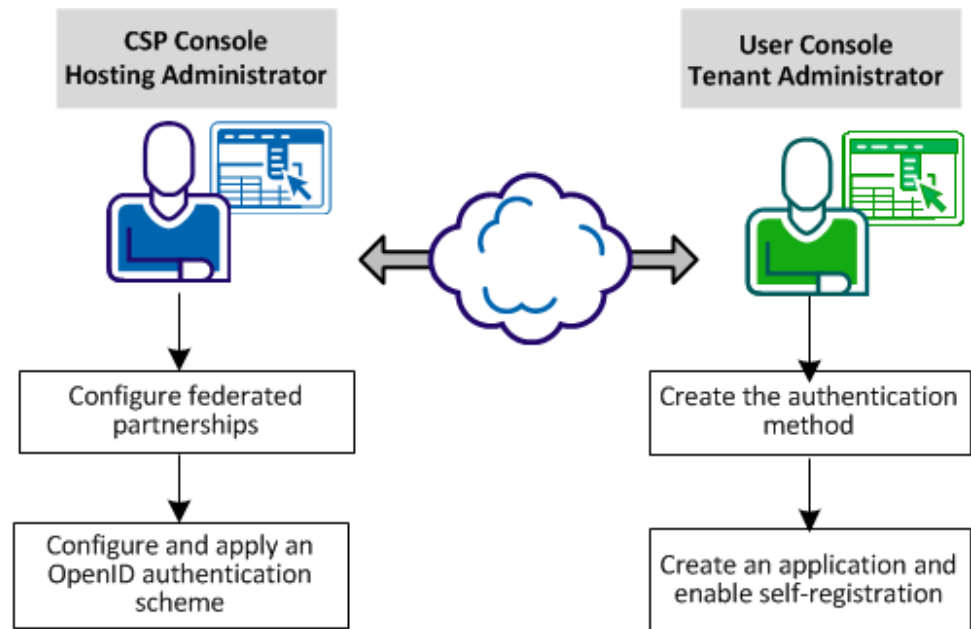 CSP Console
Hosting Administrator
User Console
Tenant Administrator
Configure federated
partnerships
Create the authentication
method
Configure and apply an
OpenID authentication
scheme
Create an application and
enable self-registration